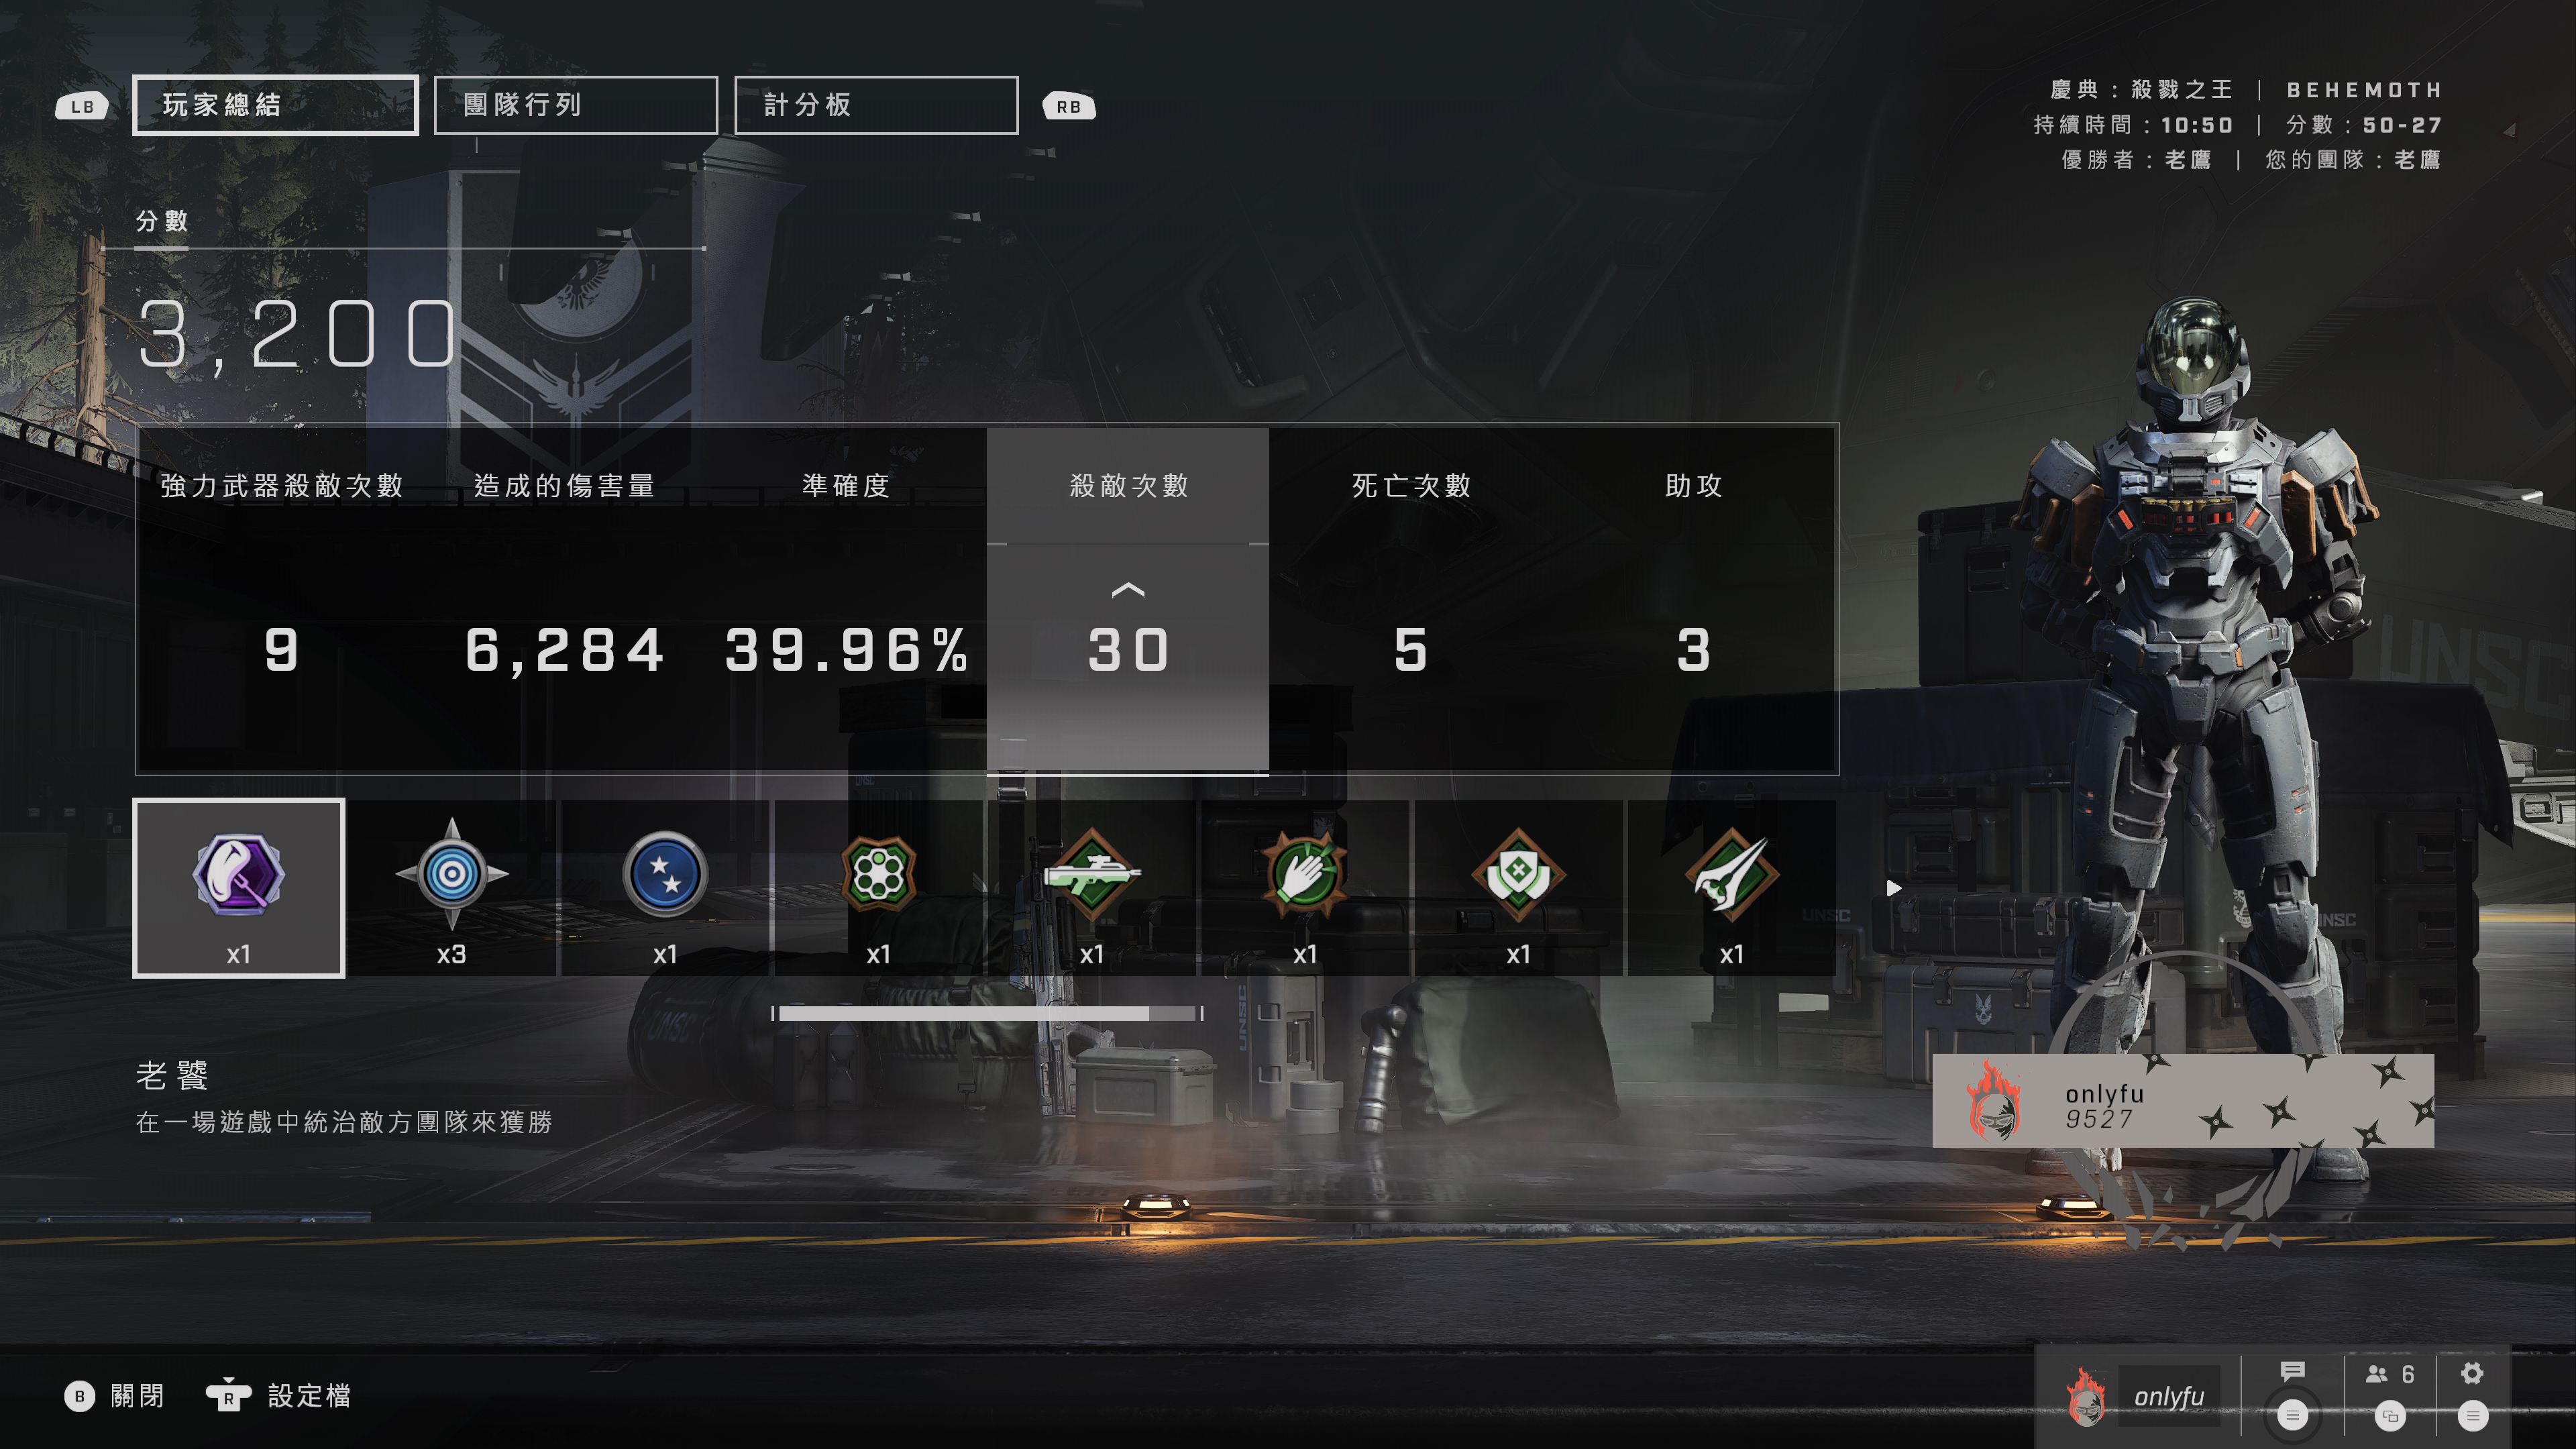 LB
玩家總結
團隊行列
計分板
RB
慶典：殺戮之王 | BEHEMOTH
持續時間：10:50 | 分數：50-27
優勝者：老鷹 | 您的團隊：老鷹
分數
3,200
強力武器殺敵次數 造成的傷害量 準確度 殺敵次數 死亡次數 助攻
9 6,284 39.96% 30 5 3
x1 x3 x1 x1 x1 x1 x1 x1
老饕
在一場遊戲中統治敵方團隊來獲勝
onlyfu
9527
UNSC
UNSC
UNSC
UNSC
UNSC
B 關閉 R 設定檔
onlyfu
6